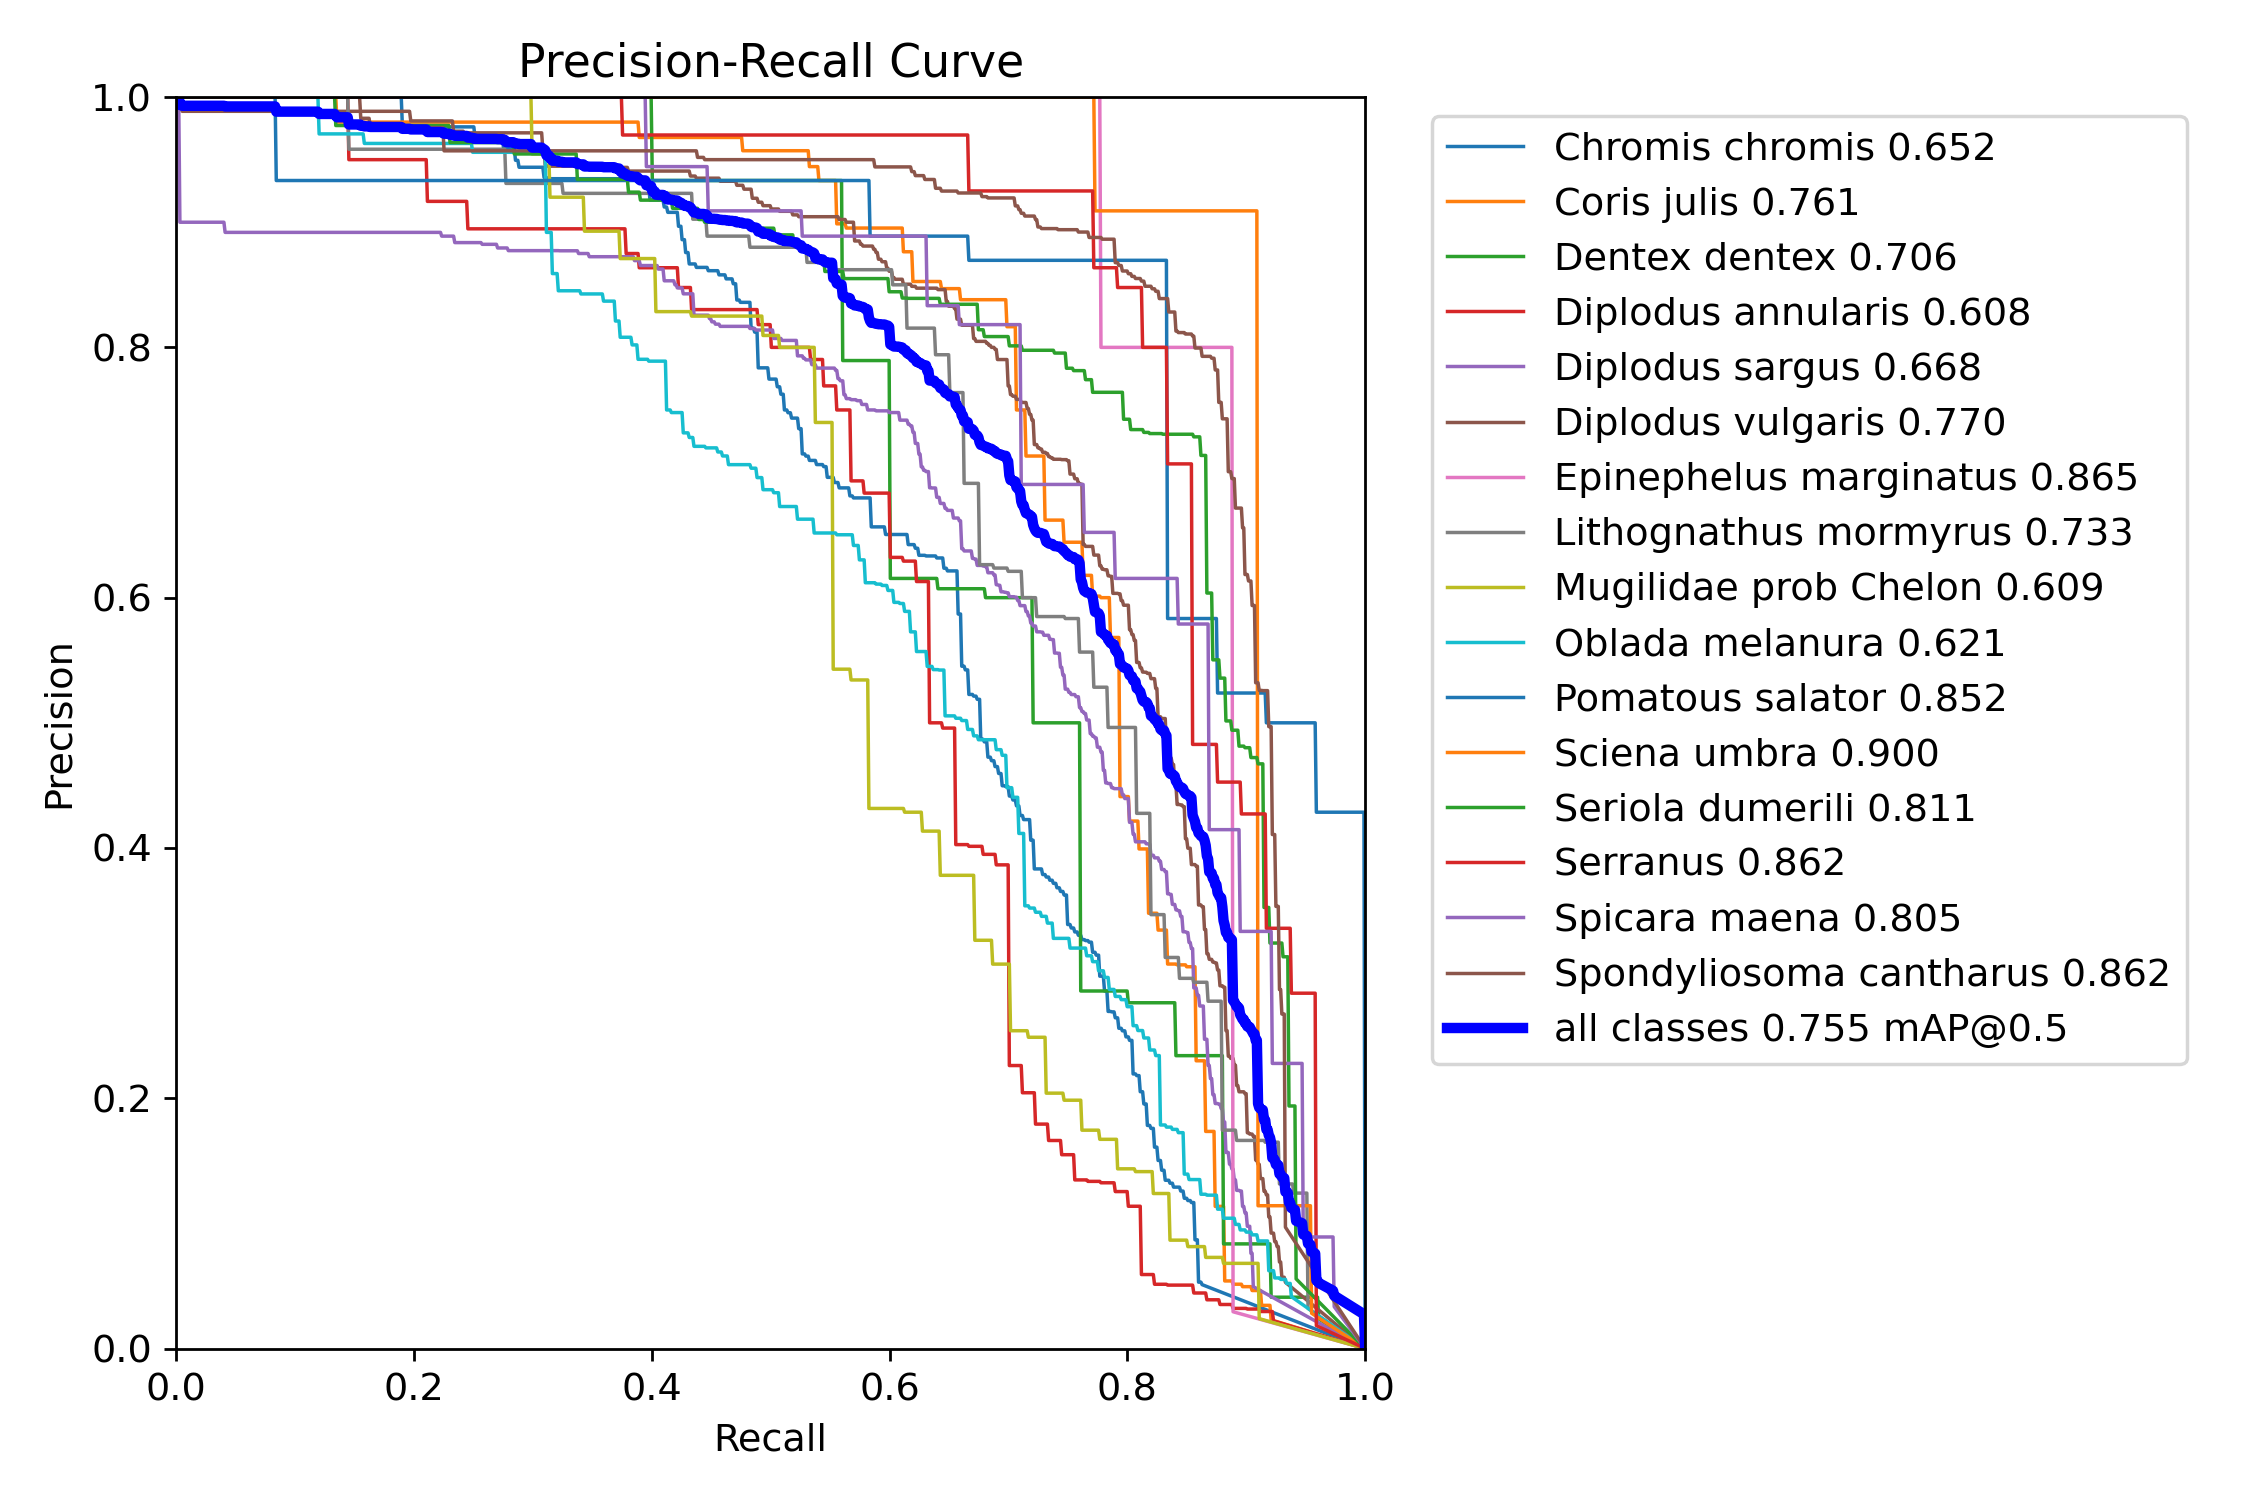 Precision-Recall Curve
1.0
0.8
0.6
0.4
0.2
0.0
Precision
0.0 0.2 0.4 0.6 0.8 1.0
Recall
Chromis chromis 0.652
Coris julis 0.761
Dentex dentex 0.706
Diplodus annularis 0.608
Diplodus sargus 0.668
Diplodus vulgaris 0.770
Epinephelus marginatus 0.865
Lithognathus mormyrus 0.733
Mugilidae prob Chelon 0.609
Oblada melanura 0.621
Pomatous salator 0.852
Sciena umbra 0.900
Seriola dumerili 0.811
Serranus 0.862
Spicara maena 0.805
Spondyliosoma cantharus 0.862
all classes 0.755 mAP@0.5